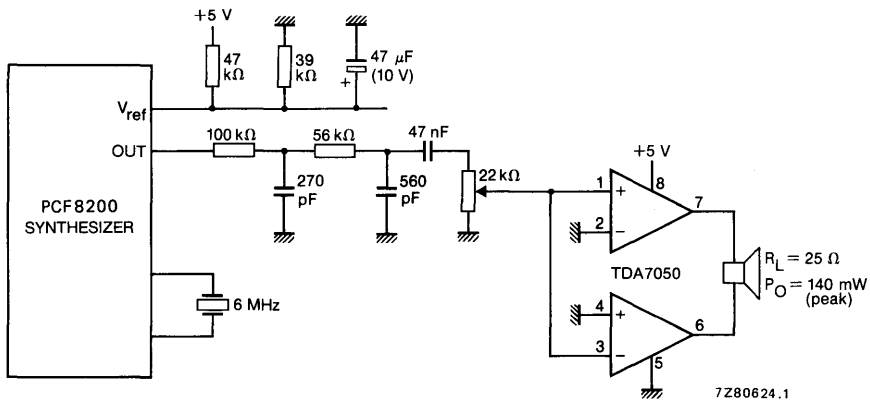 +5 V
47
kΩ
39
kΩ
47 μF
(10 V)
+
Vref
OUT
100 kΩ
56 kΩ
47 nF
270
pF
560
pF
22 kΩ
PCF8200
SYNTHESIZER
6 MHz
+5 V
1
+
8
7
2
−
TDA7050
RL = 25 Ω
PO = 140 mW
(peak)
4
+
6
3
−
5
7Z80624.1